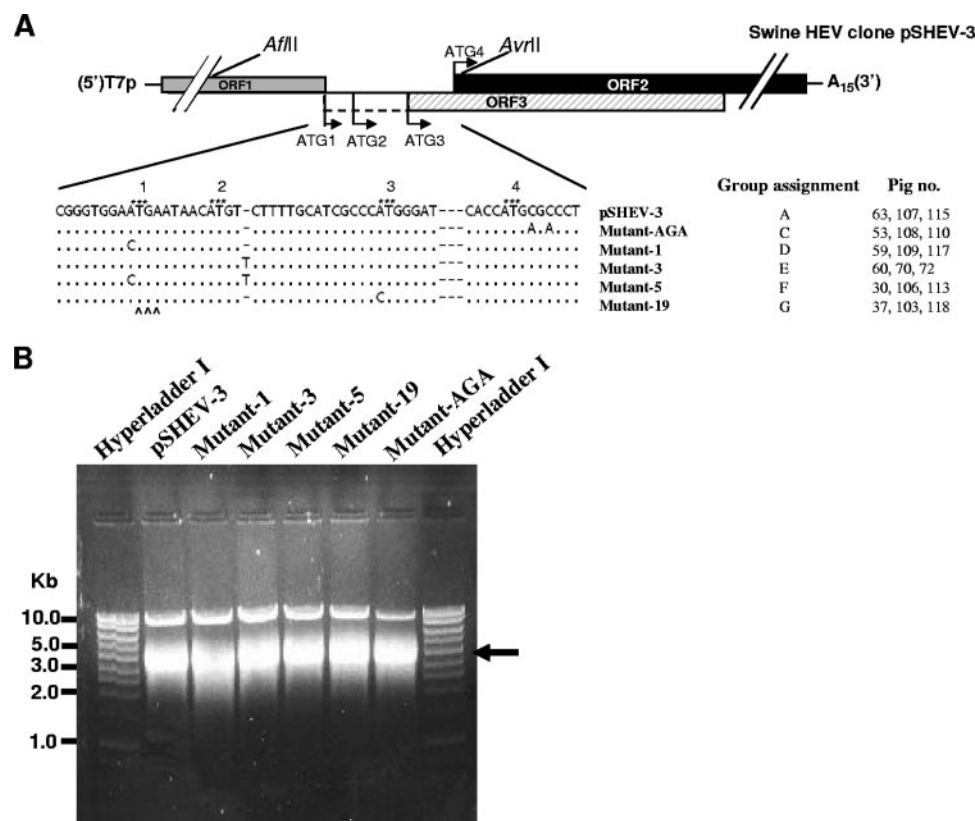 A
Swine HEV clone pSHEV-3
AflII
ATG4
AvrII
(5')T7p
ORF1
ORF2
A15(3')
ORF3
ATG1
ATG2
ATG3
Group assignment
Pig no.
1 2 3 4
*** *** *** ***
CGGGTGGAATGAATAACATGT-CTTTTGCATCGCCCATGGGAT---CACCATGCGCCCT pSHEV-3 A 63, 107, 115
.....................-.....................---.......A.A... Mutant-AGA C 53, 108, 110
........C............-.....................---............. Mutant-1 D 59, 109, 117
.....................T.....................---............. Mutant-3 E 60, 70, 72
........C............T.....................---............. Mutant-5 F 30, 106, 113
.....................-..............C......---............. Mutant-19 G 37, 103, 118
^^^
B
Hyperladder I
pSHEV-3
Mutant-1
Mutant-3
Mutant-5
Mutant-19
Mutant-AGA
Hyperladder I
Kb
10.0
5.0
3.0
2.0
1.0